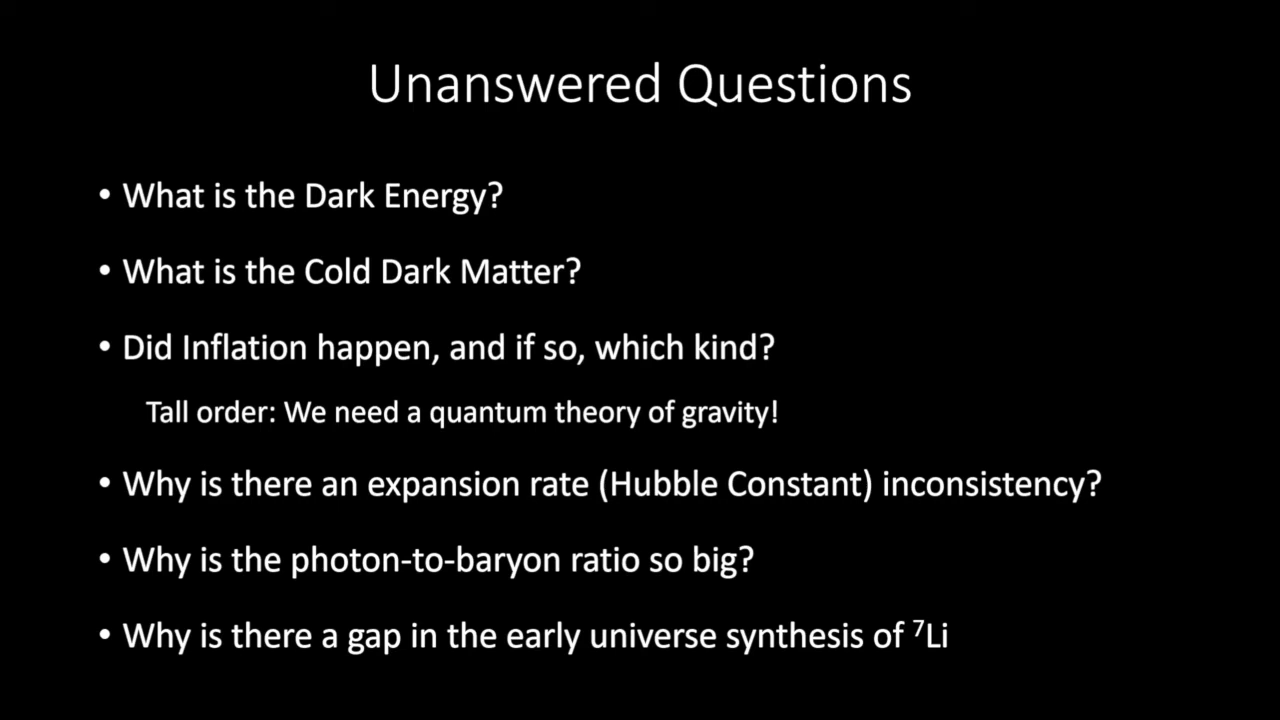 Unanswered Questions
• What is the Dark Energy?
• What is the Cold Dark Matter?
• Did Inflation happen, and if so, which kind?
Tall order: We need a quantum theory of gravity!
• Why is there an expansion rate (Hubble Constant) inconsistency?
• Why is the photon-to-baryon ratio so big?
• Why is there a gap in the early universe synthesis of ⁷Li